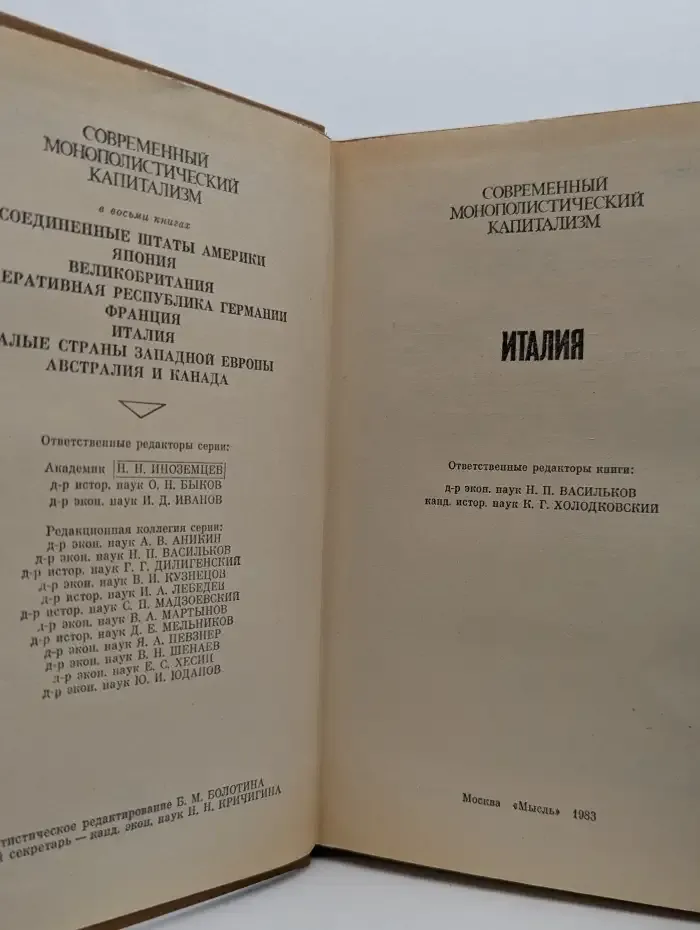 СОВРЕМЕННЫЙ
МОНОПОЛИСТИЧЕСКИЙ
КАПИТАЛИЗМ
в восьми книгах
СОЕДИНЕННЫЕ ШТАТЫ АМЕРИКИ
ЯПОНИЯ
ВЕЛИКОБРИТАНИЯ
ЕРАТИВНАЯ РЕСПУБЛИКА ГЕРМАНИИ
ФРАНЦИЯ
ИТАЛИЯ
АЛЫЕ СТРАНЫ ЗАПАДНОЙ ЕВРОПЫ
АВСТРАЛИЯ И КАНАДА
Ответственные редакторы серии:
Академик Н. Н. ИНОЗЕМЦЕВ
д-р истор. наук О. Н. БЫКОВ
д-р экон. наук И. Д. ИВАНОВ
Редакционная коллегия серии:
д-р экон. наук А. В. АНИКИН
д-р экон. наук Н. П. ВАСИЛЬКОВ
д-р истор. наук Г. Г. ДИЛИГЕНСКИЙ
д-р экон. наук В. И. КУЗНЕЦОВ
д-р истор. наук И. А. ЛЕБЕДЕВ
д-р истор. наук С. П. МАДЗОЕВСКИЙ
д-р экон. наук В. А. МАРТЫНОВ
д-р истор. наук Д. Е. МЕЛЬНИКОВ
д-р экон. наук Я. А. ПЕВЗНЕР
д-р экон. наук В. Н. ШЕНАЕВ
д-р экон. наук Е. С. ХЕСИН
д-р экон. наук Ю. И. ЮДАНОВ
тистическое редактирование Б. М. БОЛОТИНА
й секретарь — канд. экон. наук Н. Н. КРИЧИГИНА
СОВРЕМЕННЫЙ
МОНОПОЛИСТИЧЕСКИЙ
КАПИТАЛИЗМ
ИТАЛИЯ
Ответственные редакторы книги:
д-р экон. наук Н. П. ВАСИЛЬКОВ
канд. истор. наук К. Г. ХОЛОДКОВСКИЙ
Москва «Мысль» 1983